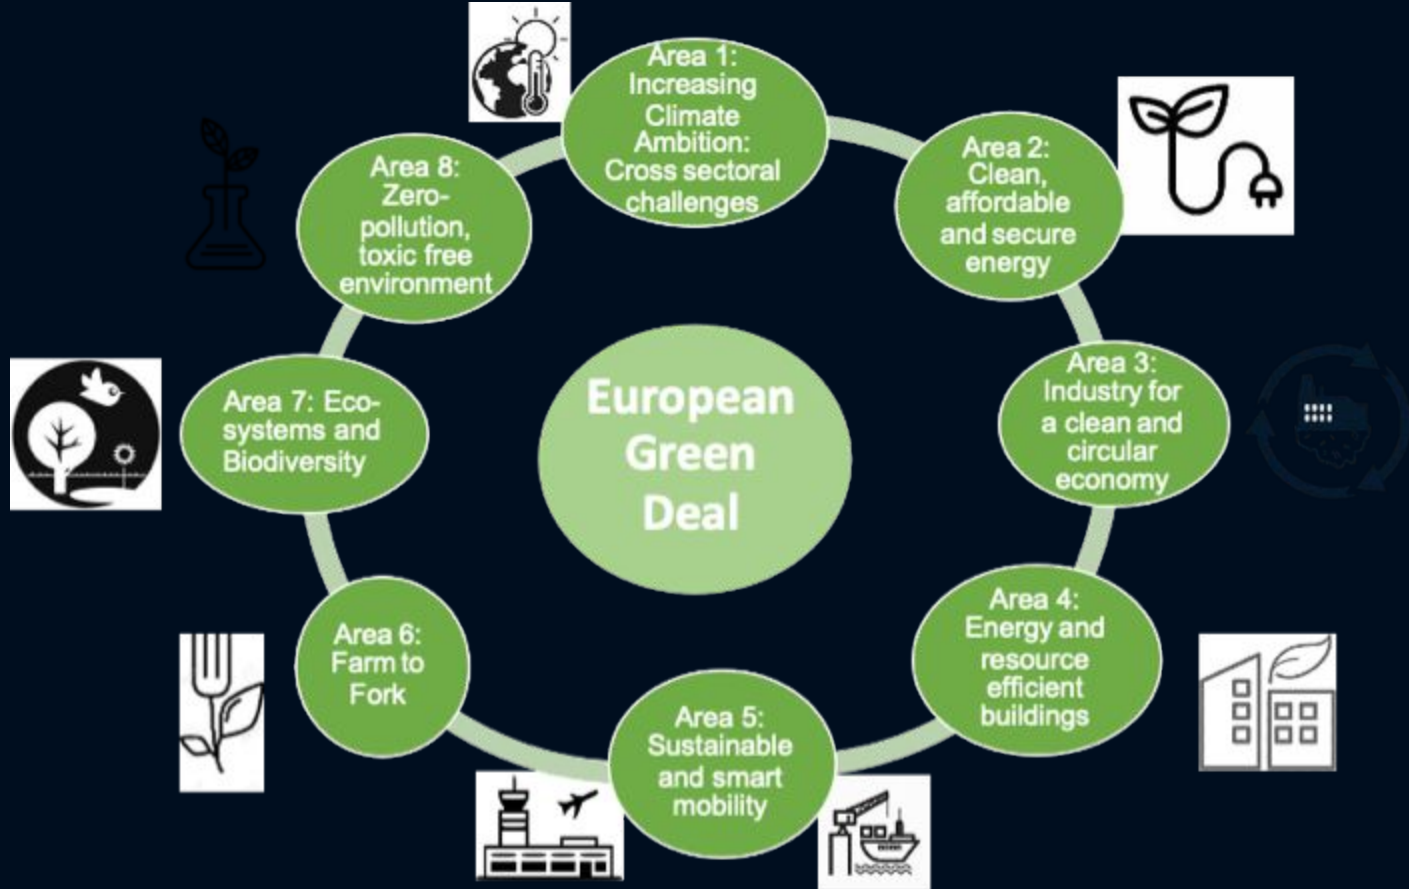 Area 1:
Increasing
Climate
Ambition:
Cross sectoral
challenges
Area 2:
Clean,
affordable
and secure
energy
Area 3:
Industry for
a clean and
circular
economy
Area 4:
Energy and
resource
efficient
buildings
Area 5:
Sustainable
and smart
mobility
Area 6:
Farm to
Fork
Area 7: Eco-
systems and
Biodiversity
Area 8:
Zero-
pollution,
toxic free
environment
European
Green
Deal